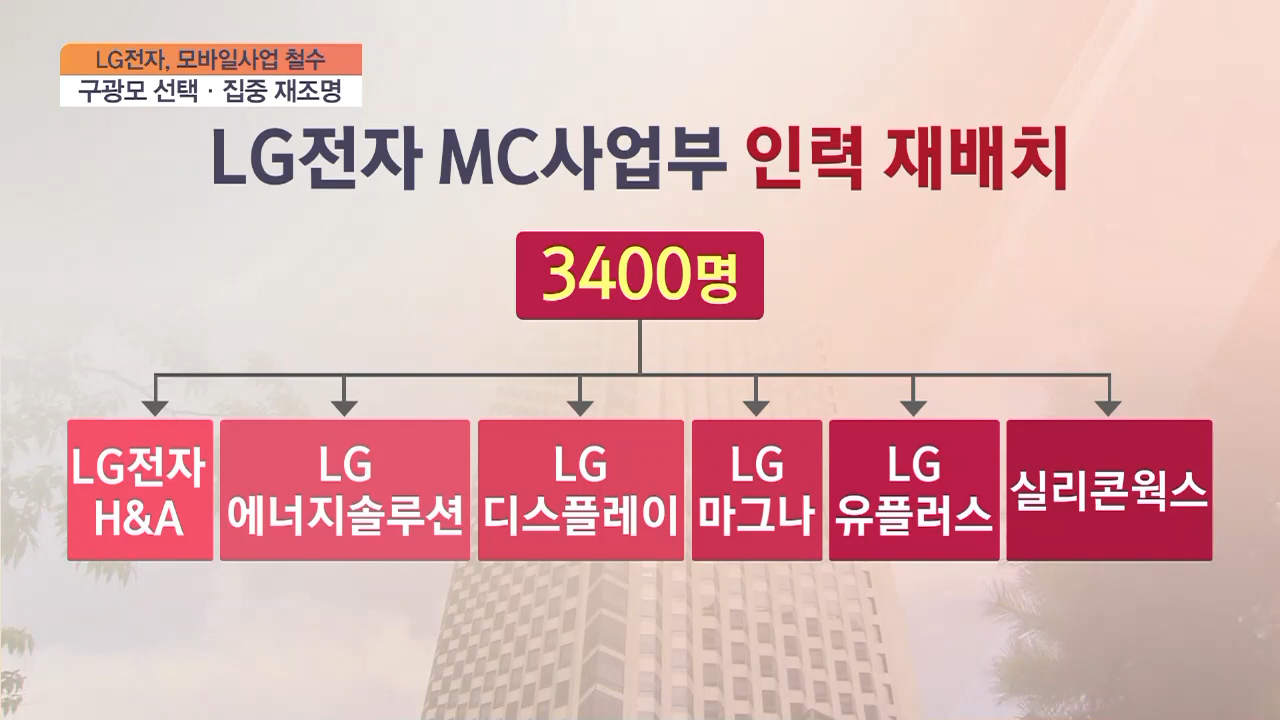 LG전자, 모바일사업 철수
구광모 선택 · 집중 재조명
LG전자 MC사업부 인력 재배치
3400명
LG전자
H&A
LG
에너지솔루션
LG
디스플레이
LG
마그나
LG
유플러스
실리콘웍스